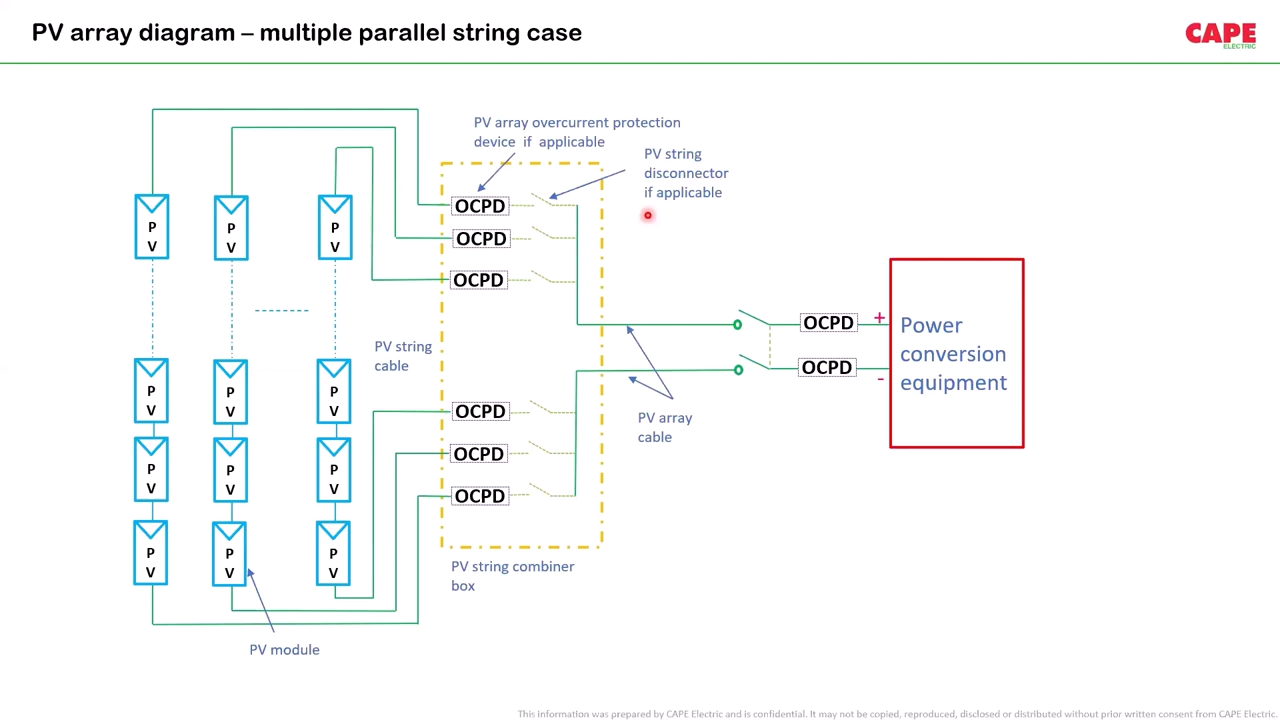 PV array diagram – multiple parallel string case
CAPE
ELECTRIC
PV array overcurrent protection
device if applicable
PV string
disconnector
if applicable
P
V
P
V
P
V
OCPD
OCPD
OCPD
OCPD
OCPD
+
-
Power
conversion
equipment
PV string
cable
P
V
P
V
P
V
OCPD
OCPD
OCPD
PV array
cable
P
V
P
V
P
V
P
V
P
V
P
V
PV string combiner
box
PV module
This information was prepared by CAPE Electric and is confidential. It may not be copied, reproduced, disclosed or distributed without prior written consent from CAPE Electric.